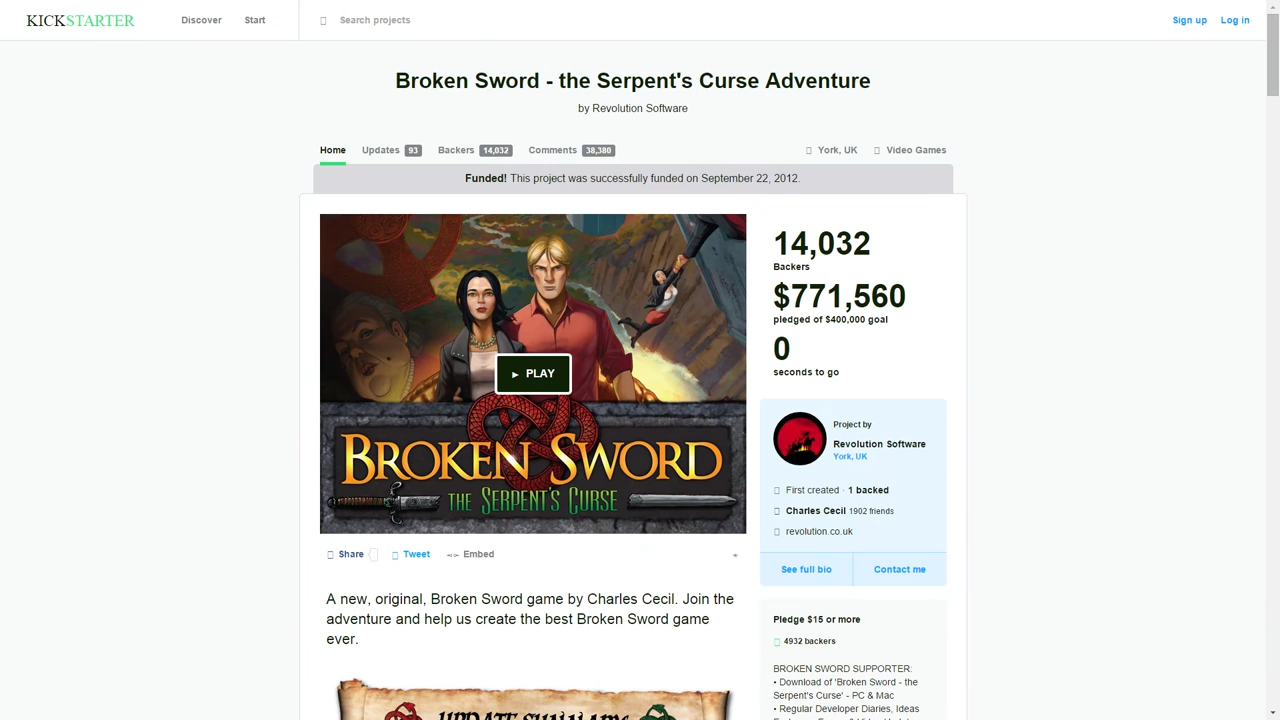 KICKSTARTER
Discover
Start
Search projects
Sign up
Log in
Broken Sword - the Serpent's Curse Adventure
by Revolution Software
Home
Updates 93
Backers 14,032
Comments 38,380
York, UK
Video Games
Funded! This project was successfully funded on September 22, 2012.
PLAY
BROKEN SWORD
THE SERPENT'S CURSE
14,032
Backers
$771,560
pledged of $400,000 goal
0
seconds to go
Project by
Revolution Software
York, UK
First created · 1 backed
Charles Cecil 1902 friends
revolution.co.uk
See full bio
Contact me
Share
Tweet
Embed
A new, original, Broken Sword game by Charles Cecil. Join the
adventure and help us create the best Broken Sword game
ever.
Pledge $15 or more
4932 backers
BROKEN SWORD SUPPORTER:
• Download of 'Broken Sword - the
Serpent's Curse' - PC & Mac
• Regular Developer Diaries, Ideas